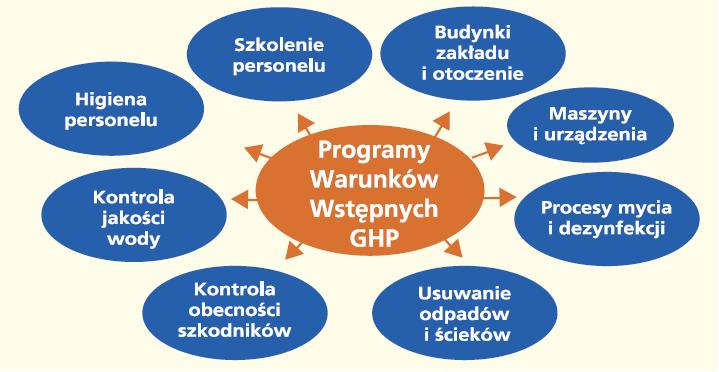 Szkolenie
personelu
Budynki
zakładu
i otoczenie
Higiena
personelu
Maszyny
i urządzenia
Programy
Warunków
Wstępnych
GHP
Kontrola
jakości
wody
Procesy mycia
i dezynfekcji
Kontrola
obecności
szkodników
Usuwanie
odpadów
i ścieków